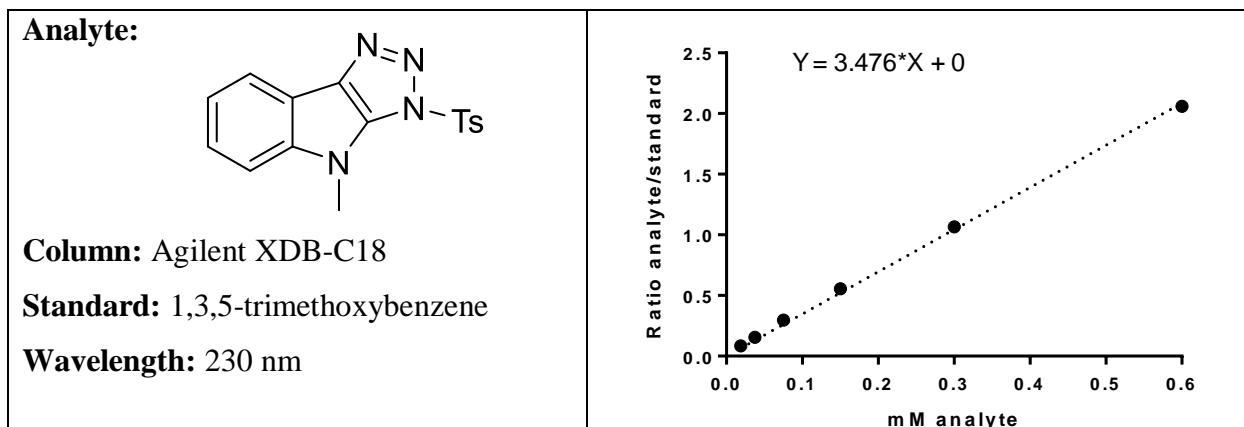 Analyte:
N
N
N
Ts
N
Column: Agilent XDB-C18
Standard: 1,3,5-trimethoxybenzene
Wavelength: 230 nm
Y = 3.476*X + 0
Ratio analyte/standard
2.5
2.0
1.5
1.0
0.5
0.0
0.0 0.1 0.2 0.3 0.4 0.5 0.6
mM analyte